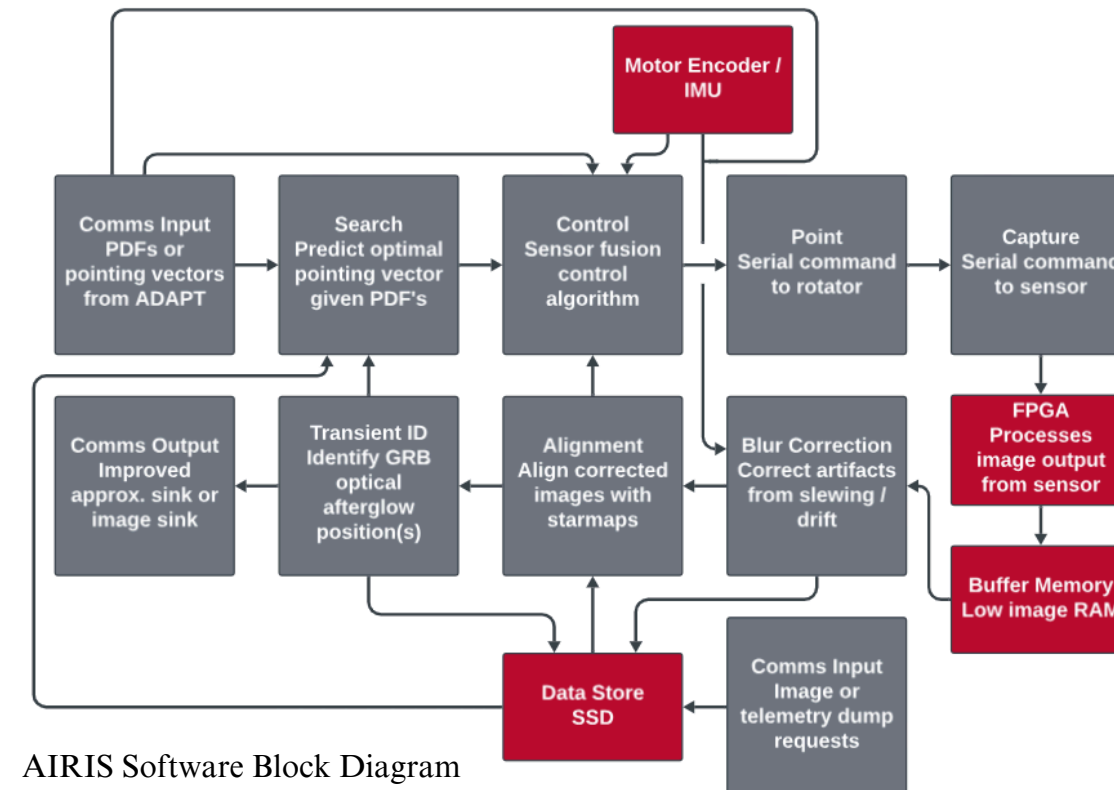 Motor Encoder /
IMU
Comms Input
PDFs or
pointing vectors
from ADAPT
Search
Predict optimal
pointing vector
given PDF's
Control
Sensor fusion
control
algorithm
Point
Serial command
to rotator
Capture
Serial command
to sensor
Comms Output
Improved
approx. sink or
image sink
Transient ID
Identify GRB
optical
afterglow
position(s)
Alignment
Align corrected
images with
starmaps
Blur Correction
Correct artifacts
from slewing /
drift
FPGA
Processes
image output
from sensor
Buffer Memory
Low image RAM
Data Store
SSD
Comms Input
Image or
telemetry dump
requests
AIRIS Software Block Diagram